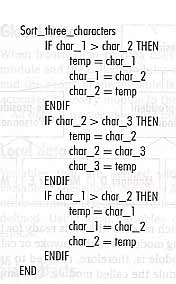 Sort_three_characters
IF char_1 > char_2 THEN
temp = char_1
char_1 = char_2
char_2 = temp
ENDIF
IF char_2 > char_3 THEN
temp = char_2
char_2 = char_3
char_3 = temp
ENDIF
IF char_1 > char_2 THEN
temp = char_1
char_1 = char_2
char_2 = temp
ENDIF
END